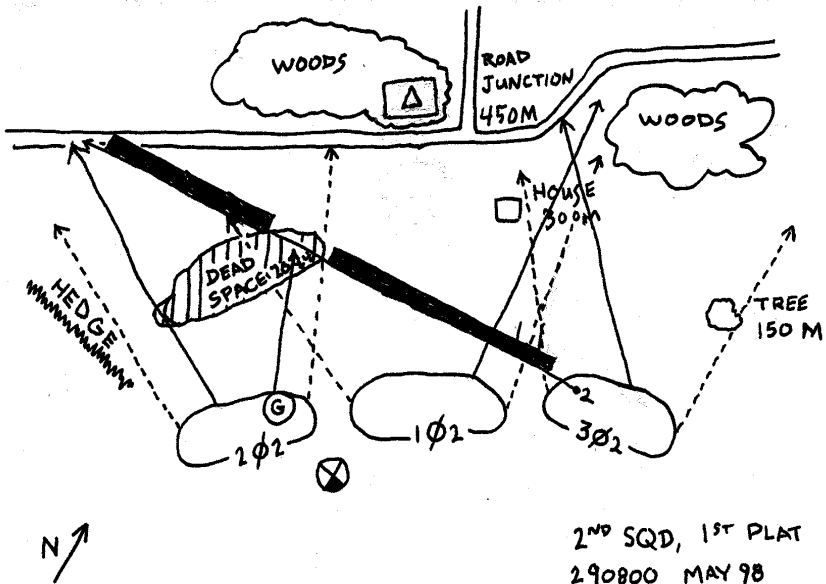 WOODS
ROAD
JUNCTION
450M
WOODS
HOUSE
300M
DEAD
HEDGE
SPACE
TREE
150 M
G
2
2Ø2
1Ø2
3Ø2
N
2ND SQD, 1ST PLAT
290800 MAY 98